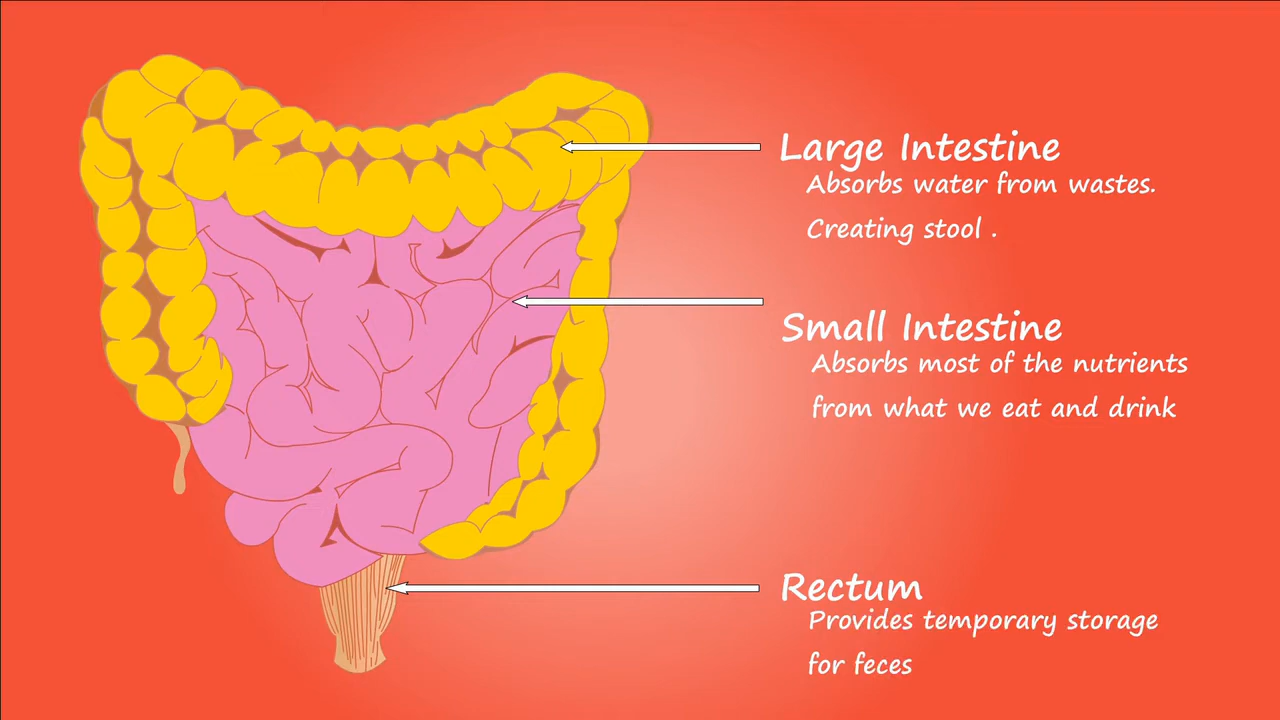 Large Intestine
Absorbs water from wastes.
Creating stool .
Small Intestine
Absorbs most of the nutrients
from what we eat and drink
Rectum
Provides temporary storage
for feces